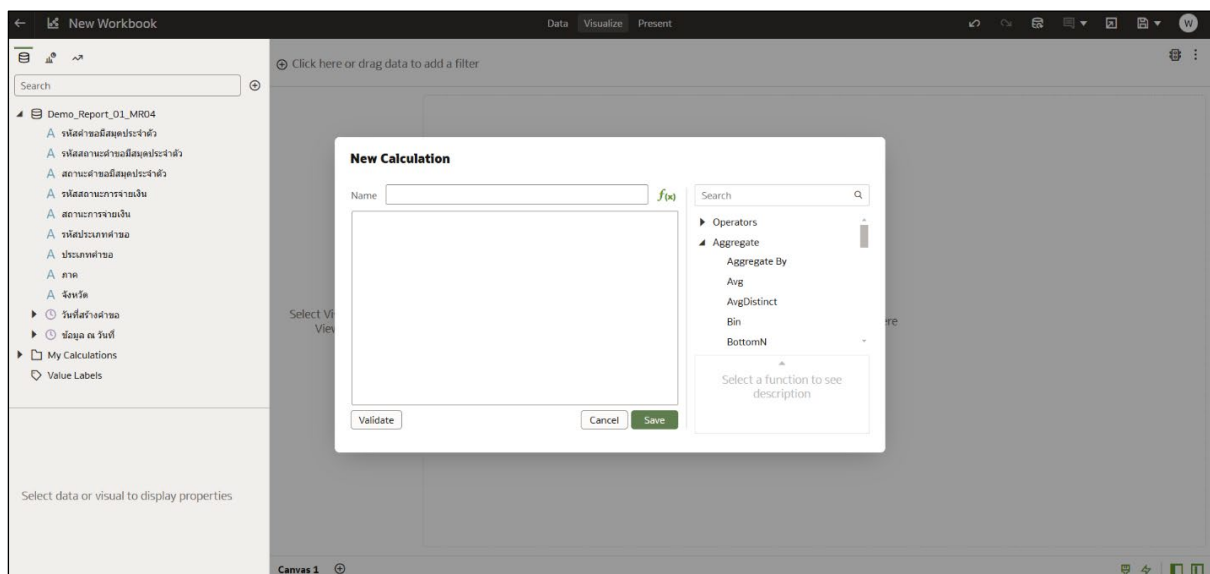 New Workbook
Data Visualize Present
W
Click here or drag data to add a filter
Search
Demo_Report_01_MR04
A รหัสคำขอมีสมุดประจำตัว
A รหัสสถานะคำขอมีสมุดประจำตัว
A สถานะคำขอมีสมุดประจำตัว
A รหัสสถานะการจ่ายเงิน
A สถานะการจ่ายเงิน
A รหัสประเภทคำขอ
A ประเภทคำขอ
A ภาค
A จังหวัด
วันที่สร้างคำขอ
ข้อมูล ณ วันที่
My Calculations
Value Labels
Select data or visual to display properties
Select Vi
View
ere
New Calculation
Name
f(x)
Validate
Cancel
Save
Search
Operators
Aggregate
Aggregate By
Avg
AvgDistinct
Bin
BottomN
Select a function to see
description
Canvas 1